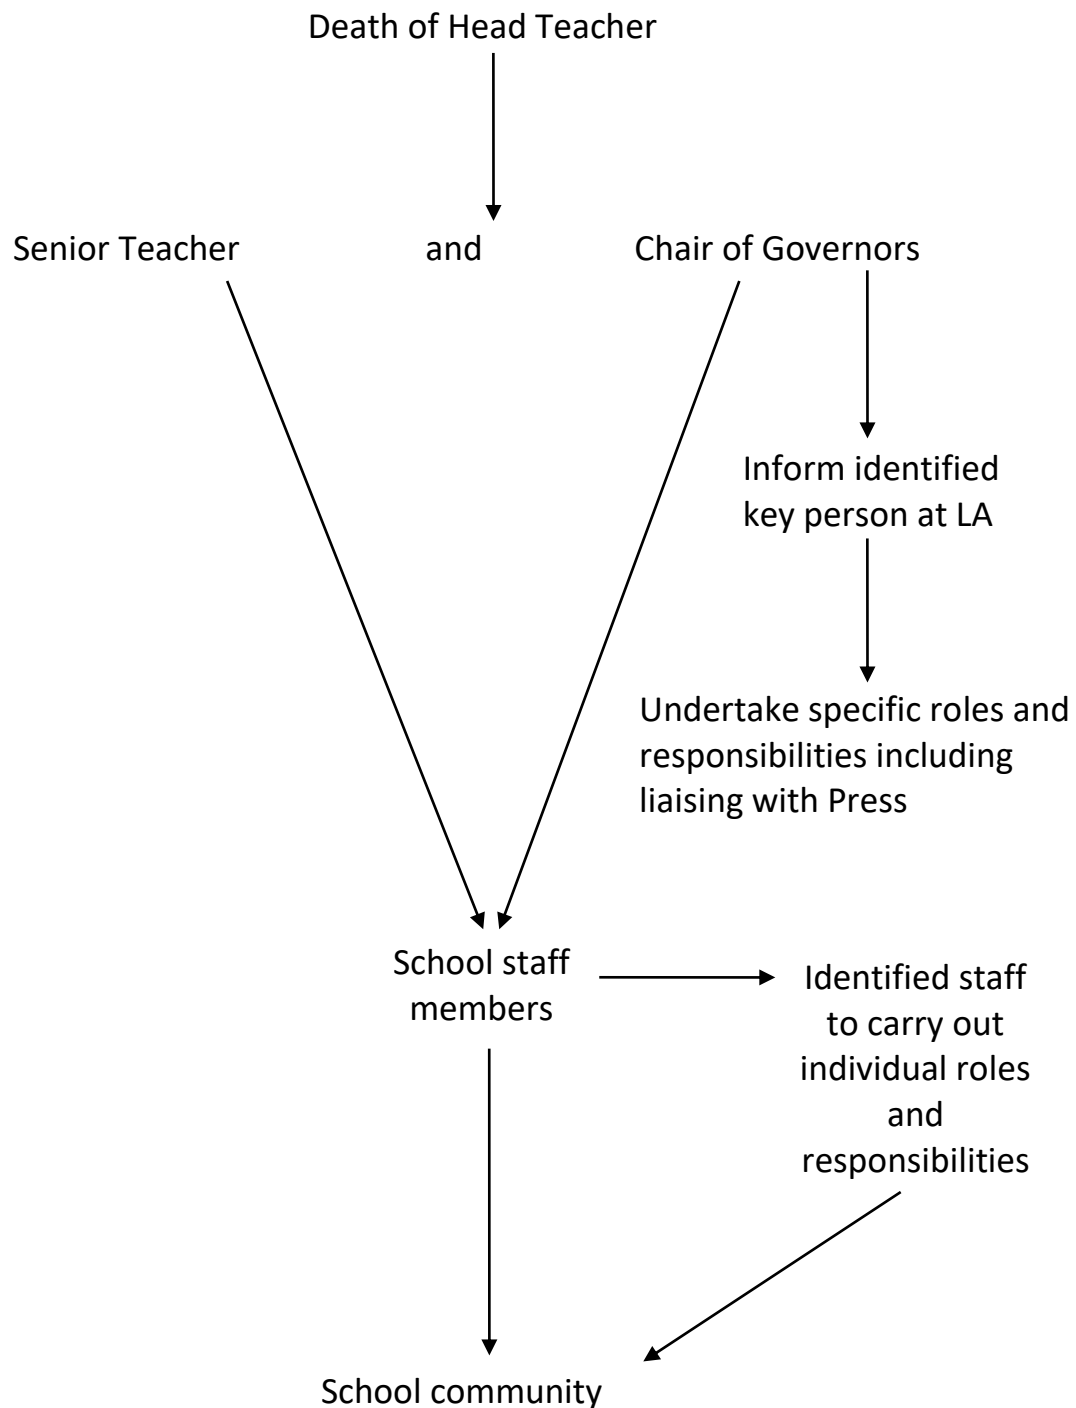 Death of Head Teacher
Senior Teacher and Chair of Governors
Inform identified
key person at LA
Undertake specific roles and
responsibilities including
liaising with Press
School staff
members
Identified staff
to carry out
individual roles
and
responsibilities
School community